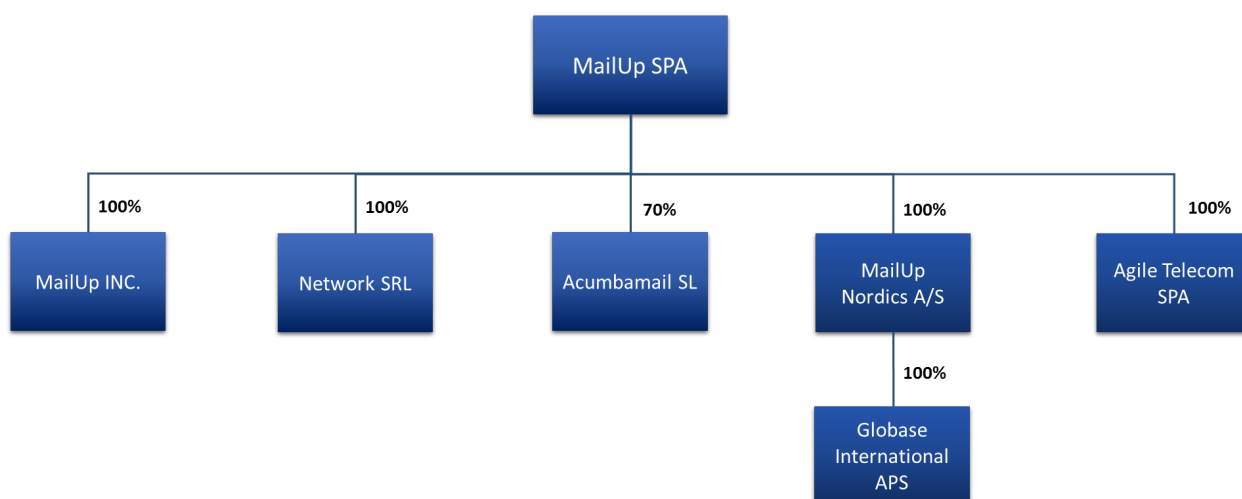 MailUp SPA
100%
100%
70%
100%
100%
MailUp INC.
Network SRL
Acumbamail SL
MailUp
Nordics A/S
Agile Telecom
SPA
100%
Globase
International
APS